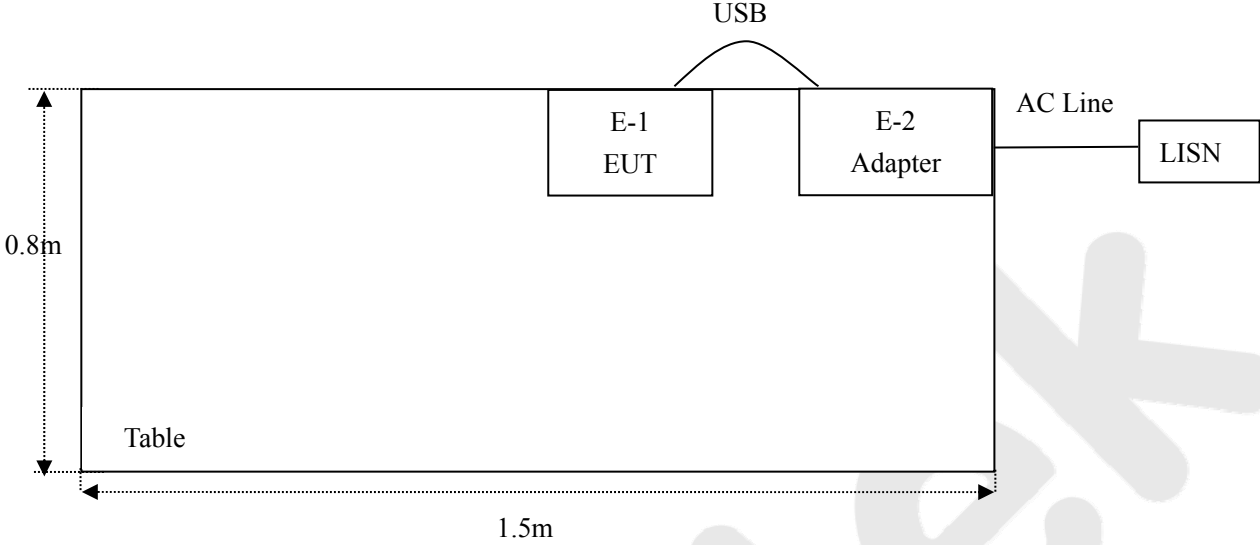 USB
AC Line
E-1
EUT
E-2
Adapter
LISN
0.8m
Table
1.5m